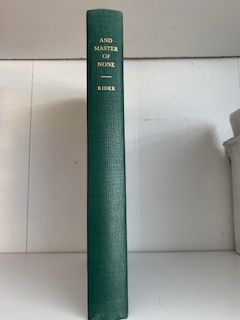 AND
MASTER
OF
NONE
RIDER